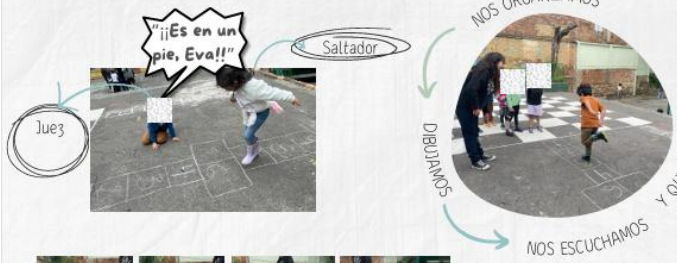 "¡¡Es en un
pie, Eva!!"
Saltador
Juez
NOS ORGANIZAMOS
DIBUJAMOS
NOS ESCUCHAMOS
Y